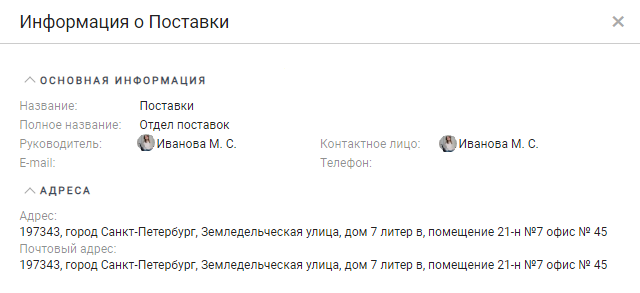 Информация о Поставки
ОСНОВНАЯ ИНФОРМАЦИЯ
Название: Поставки
Полное название: Отдел поставок
Руководитель: Иванова М. С. Контактное лицо: Иванова М. С.
E-mail: Телефон:
АДРЕСА
Адрес:
197343, город Санкт-Петербург, Земледельческая улица, дом 7 литер в, помещение 21-н №7 офис № 45
Почтовый адрес:
197343, город Санкт-Петербург, Земледельческая улица, дом 7 литер в, помещение 21-н №7 офис № 45